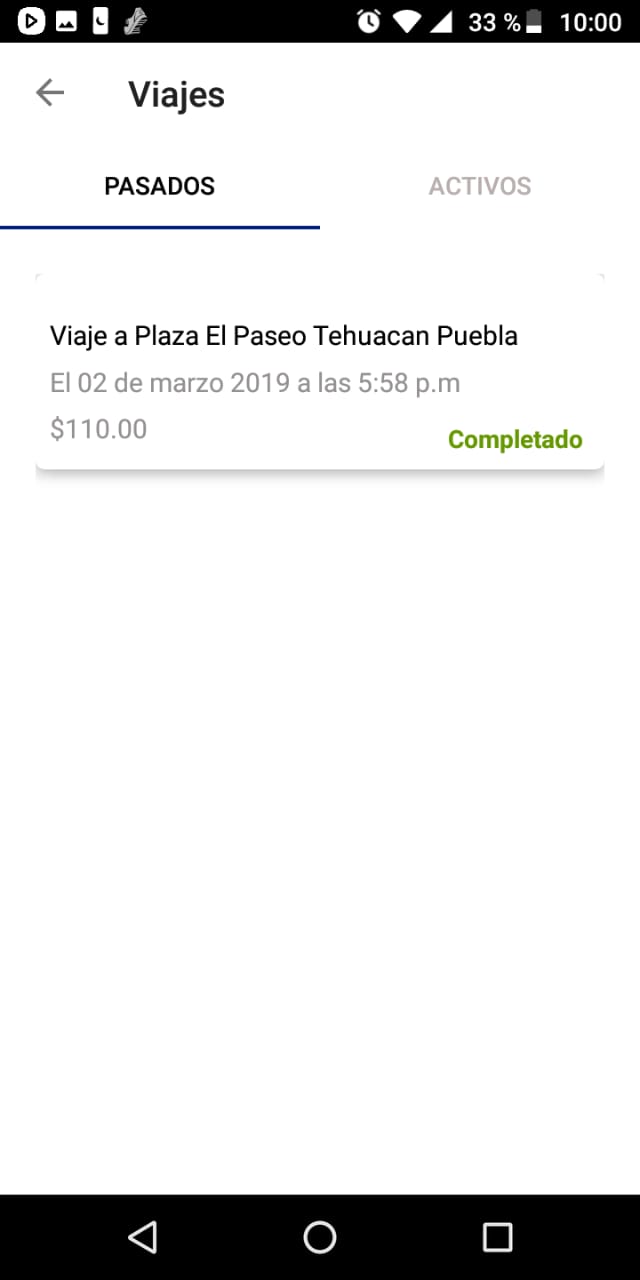 33 % 10:00
Viajes
PASADOS ACTIVOS
Viaje a Plaza El Paseo Tehuacan Puebla
El 02 de marzo 2019 a las 5:58 p.m
$110.00
Completado